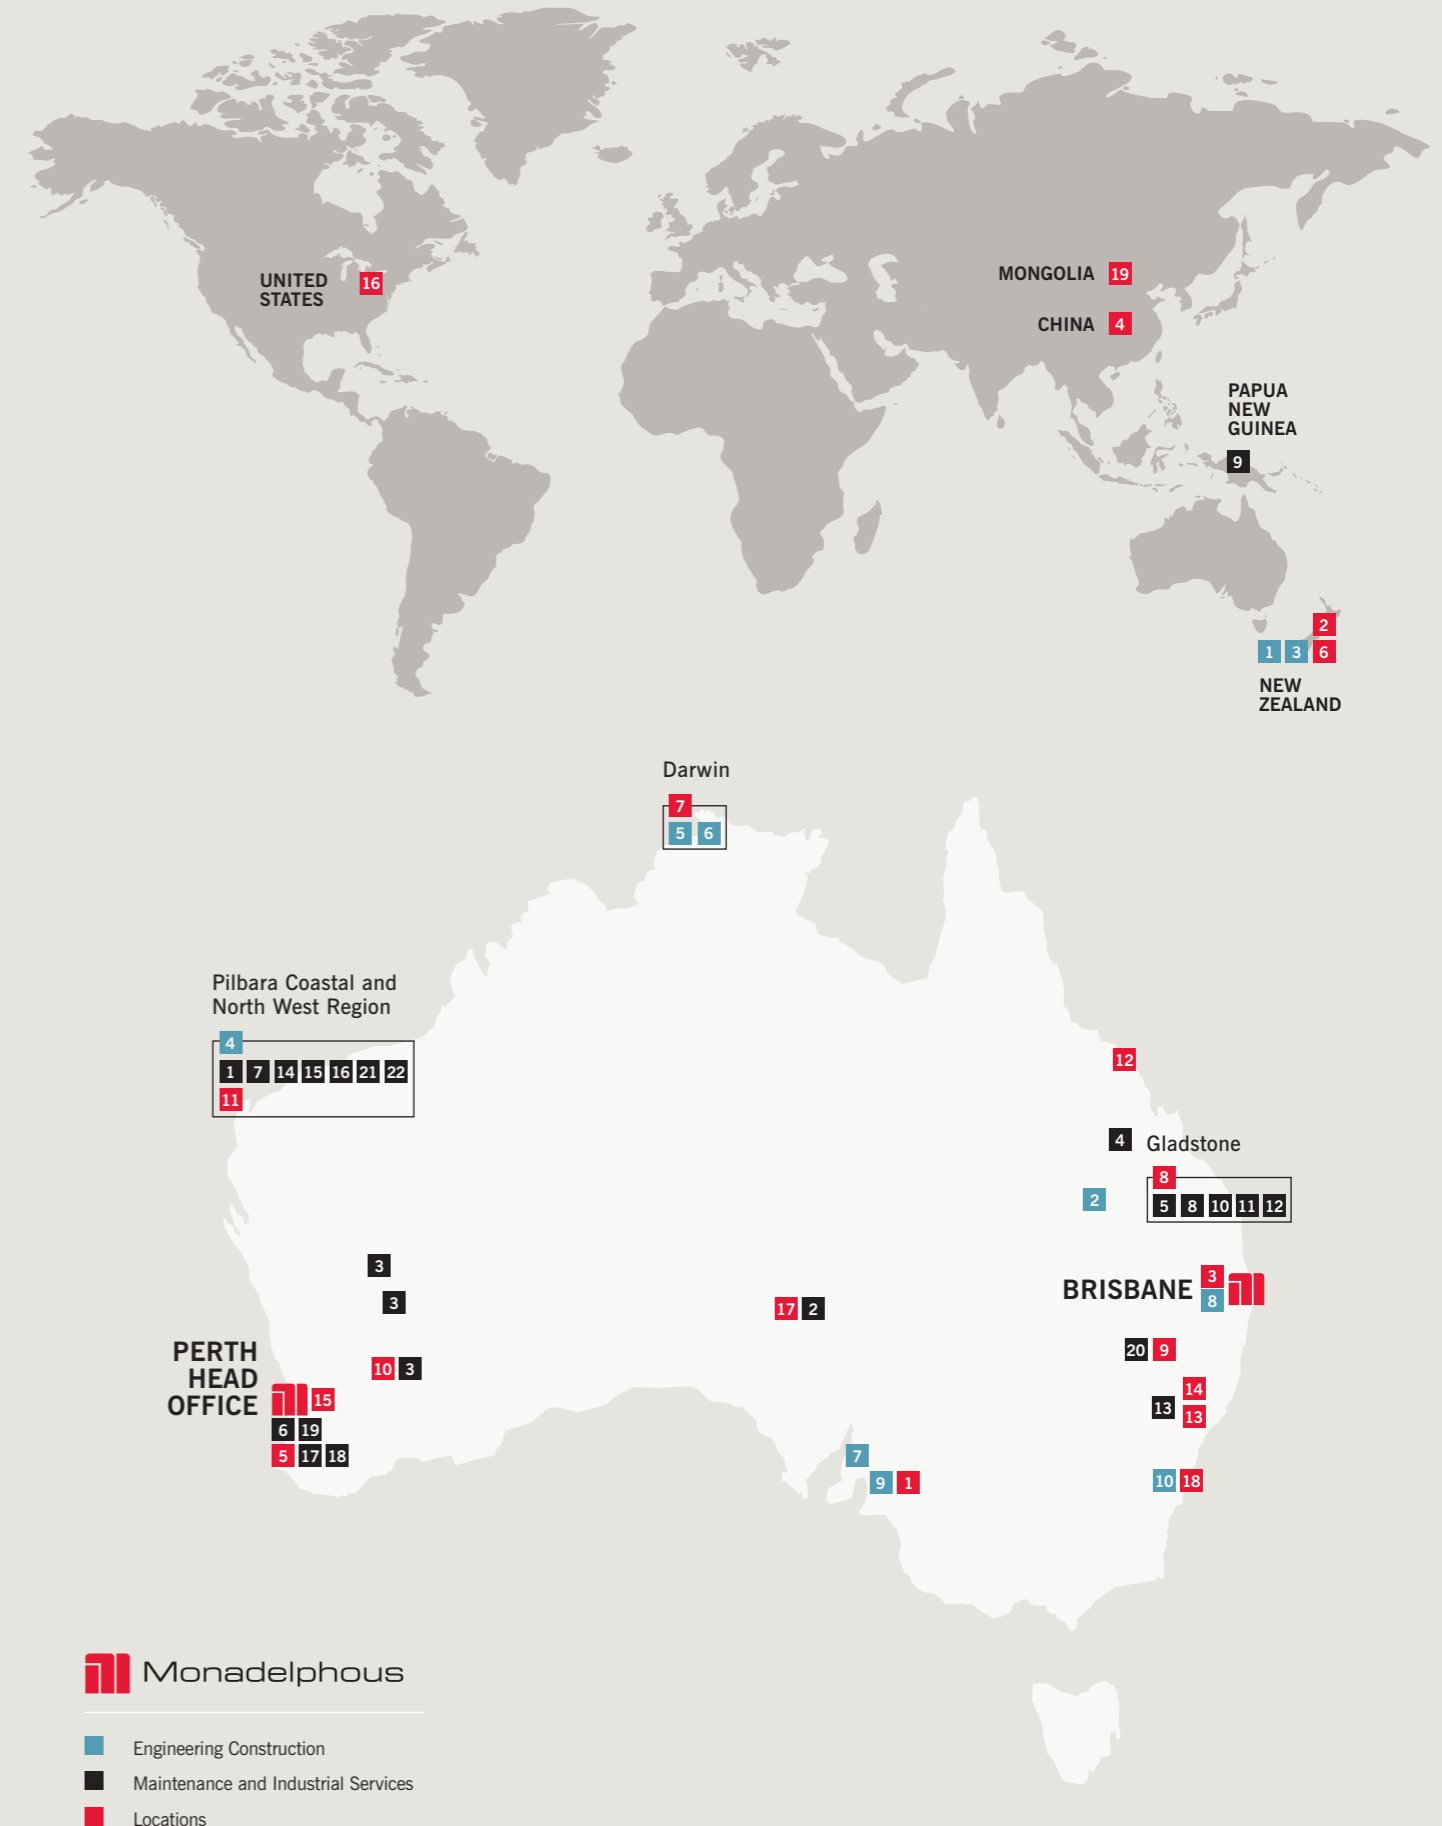 UNITED
STATES
16
MONGOLIA 19
CHINA 4
PAPUA
NEW
GUINEA
9
2
1 3 6
NEW
ZEALAND
Darwin
7
5 6
Pilbara Coastal and
North West Region
4
1 7 14 15 16 21 22
11
12
4
Gladstone
8
5 8 10 11 12
2
3
3
BRISBANE
3
8
17 2
PERTH
HEAD
OFFICE
10 3
15
6 19
5 17 18
20 9
14
13
13
7
9 1
10 18
Monadelphous
Engineering Construction
Maintenance and Industrial Services
Locations